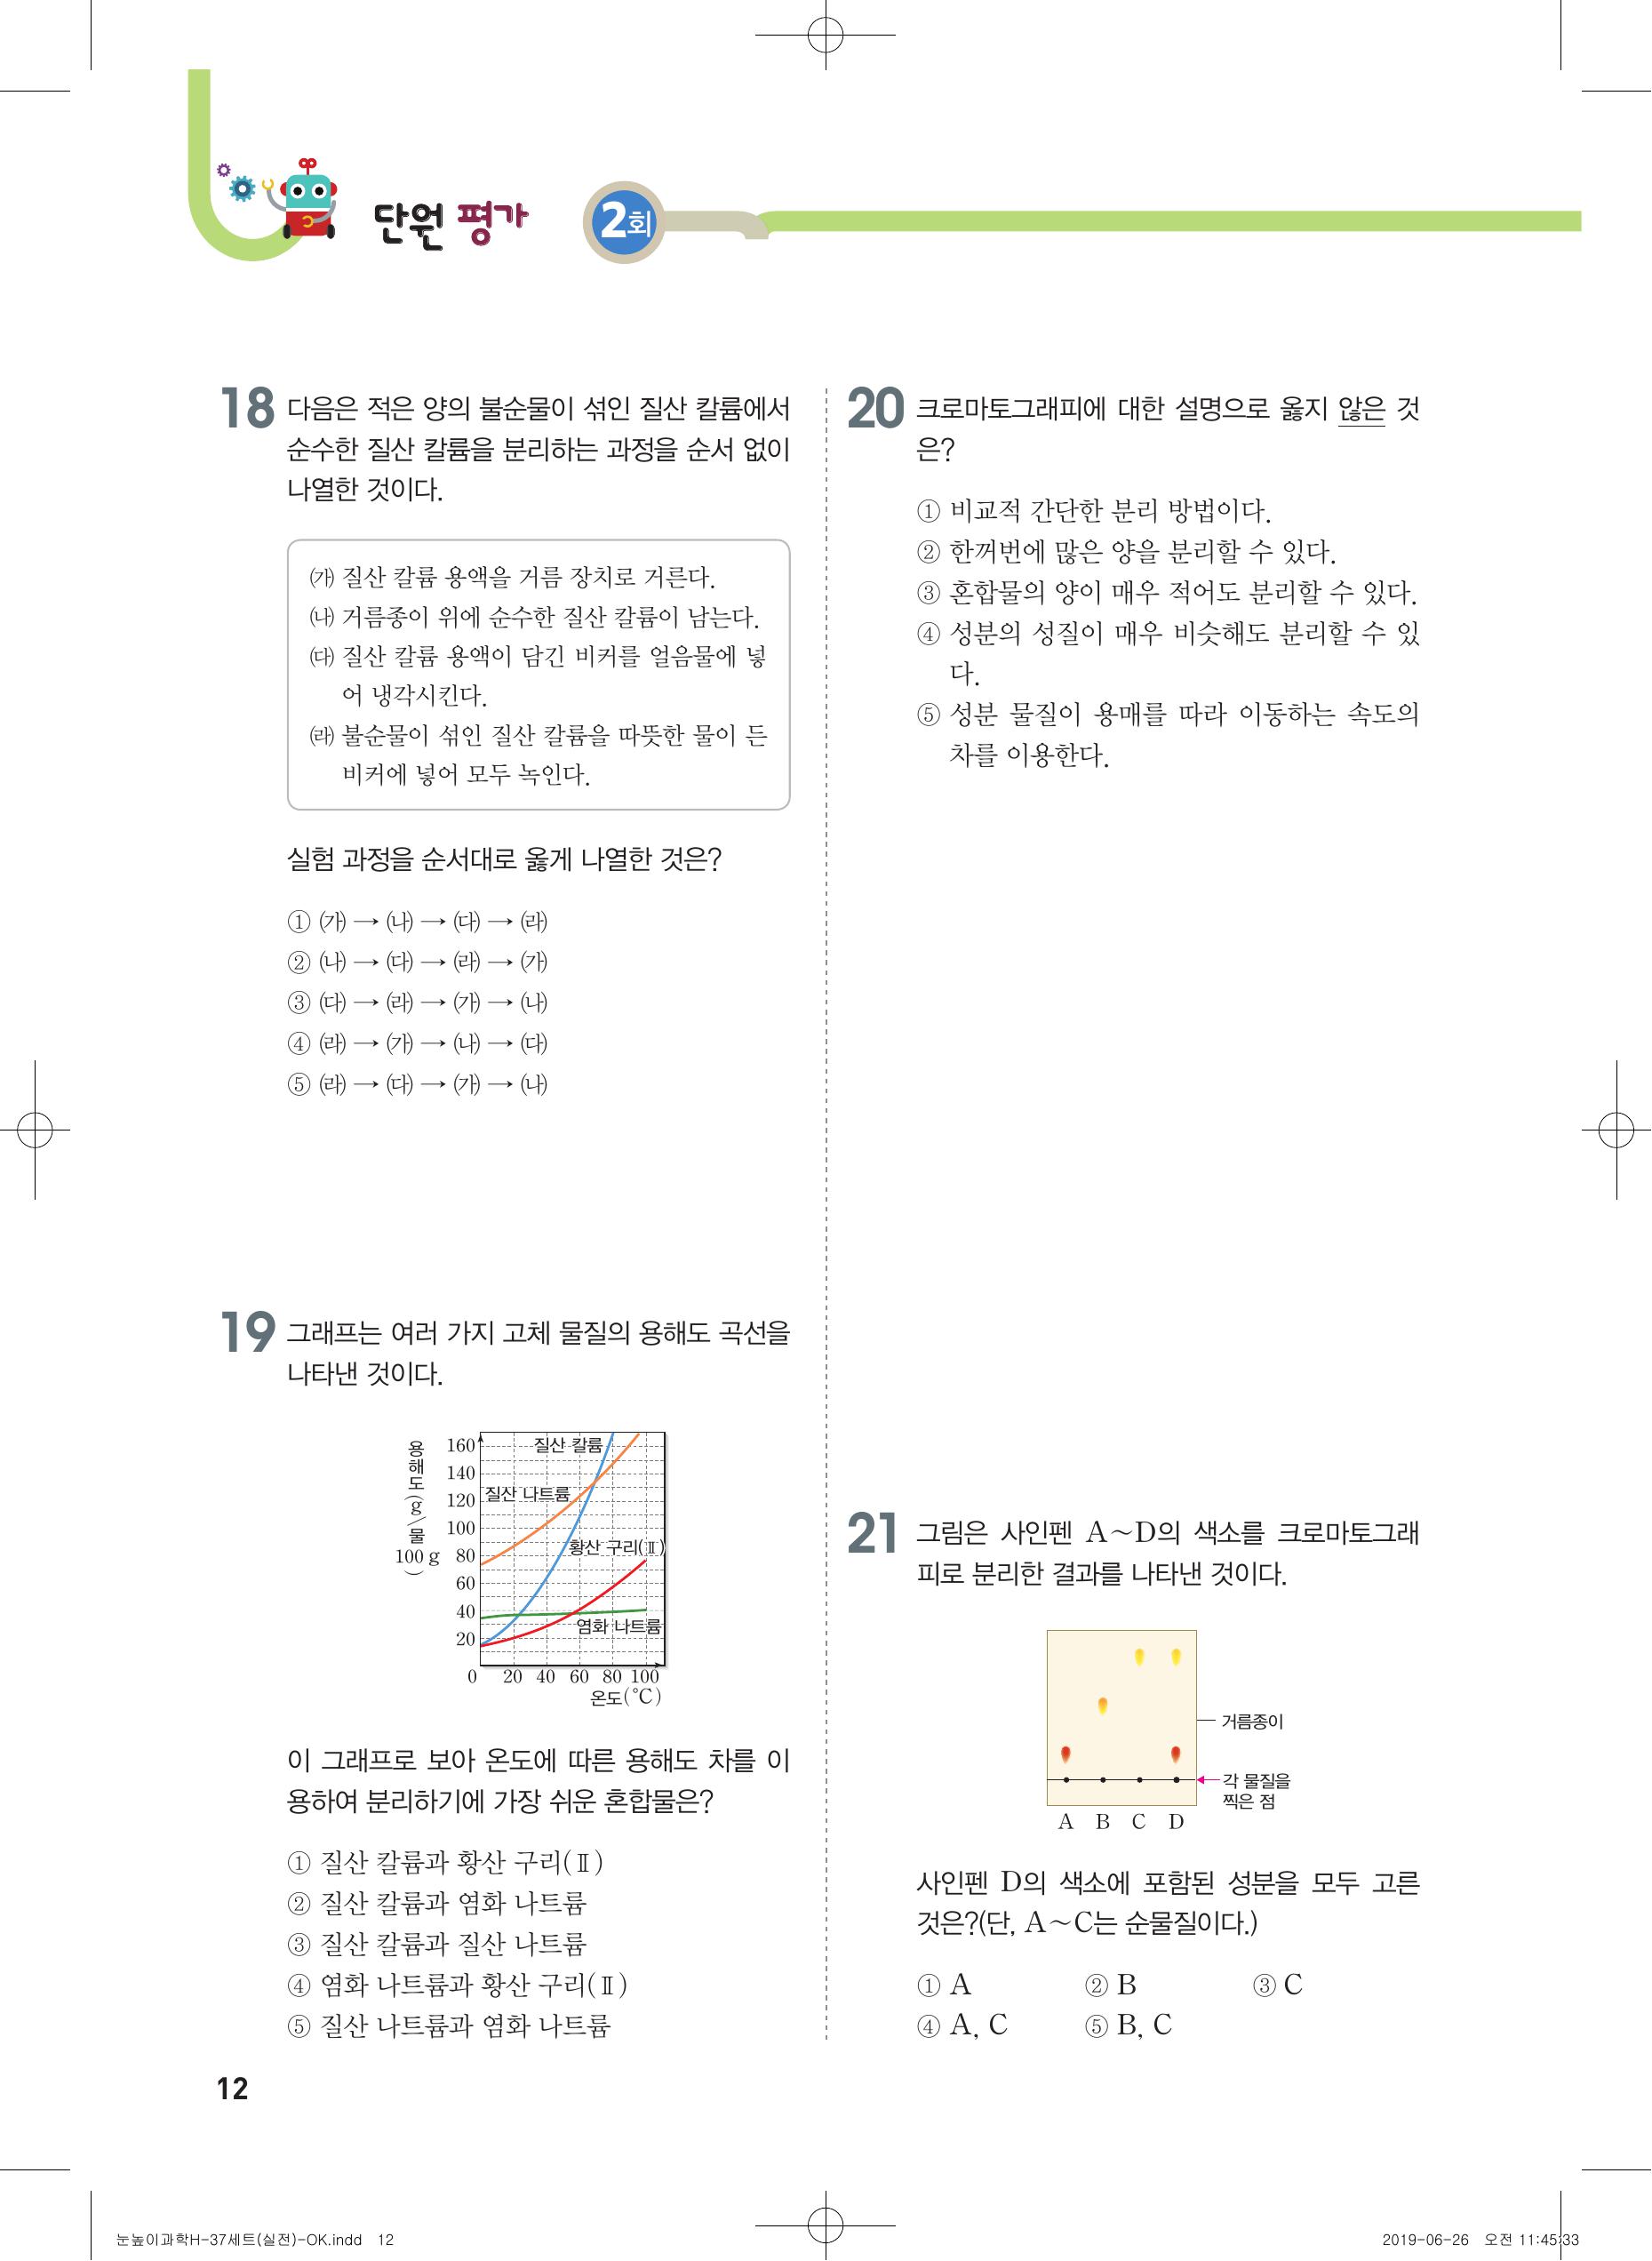 단원 평가 2회
18 다음은 적은 양의 불순물이 섞인 질산 칼륨에서
순수한 질산 칼륨을 분리하는 과정을 순서 없이
나열한 것이다.
㈎ 질산 칼륨 용액을 거름 장치로 거른다.
㈏ 거름종이 위에 순수한 질산 칼륨이 남는다.
㈐ 질산 칼륨 용액이 담긴 비커를 얼음물에 넣
어 냉각시킨다.
㈑ 불순물이 섞인 질산 칼륨을 따뜻한 물이 든
비커에 넣어 모두 녹인다.
실험 과정을 순서대로 옳게 나열한 것은?
① ㈎ → ㈏ → ㈐ → ㈑
② ㈏ → ㈐ → ㈑ → ㈎
③ ㈐ → ㈑ → ㈎ → ㈏
④ ㈑ → ㈎ → ㈏ → ㈐
⑤ ㈑ → ㈐ → ㈎ → ㈏
19 그래프는 여러 가지 고체 물질의 용해도 곡선을
나타낸 것이다.
용해도(g/물 100 g)
160
140
120
100
80
60
40
20
질산 칼륨
질산 나트륨
황산 구리(Ⅱ)
염화 나트륨
0 20 40 60 80 100
온도(℃)
이 그래프로 보아 온도에 따른 용해도 차를 이
용하여 분리하기에 가장 쉬운 혼합물은?
① 질산 칼륨과 황산 구리(Ⅱ)
② 질산 칼륨과 염화 나트륨
③ 질산 칼륨과 질산 나트륨
④ 염화 나트륨과 황산 구리(Ⅱ)
⑤ 질산 나트륨과 염화 나트륨
20 크로마토그래피에 대한 설명으로 옳지 않은 것
은?
① 비교적 간단한 분리 방법이다.
② 한꺼번에 많은 양을 분리할 수 있다.
③ 혼합물의 양이 매우 적어도 분리할 수 있다.
④ 성분의 성질이 매우 비슷해도 분리할 수 있
다.
⑤ 성분 물질이 용매를 따라 이동하는 속도의
차를 이용한다.
21 그림은 사인펜 A～D의 색소를 크로마토그래
피로 분리한 결과를 나타낸 것이다.
거름종이
각 물질을
찍은 점
A B C D
사인펜 D의 색소에 포함된 성분을 모두 고른
것은?(단, A～C는 순물질이다.)
① A ② B ③ C
④ A, C ⑤ B, C
12
눈높이과학H-37세트(실전)-OK.indd 12
2019-06-26 오전 11:45:33